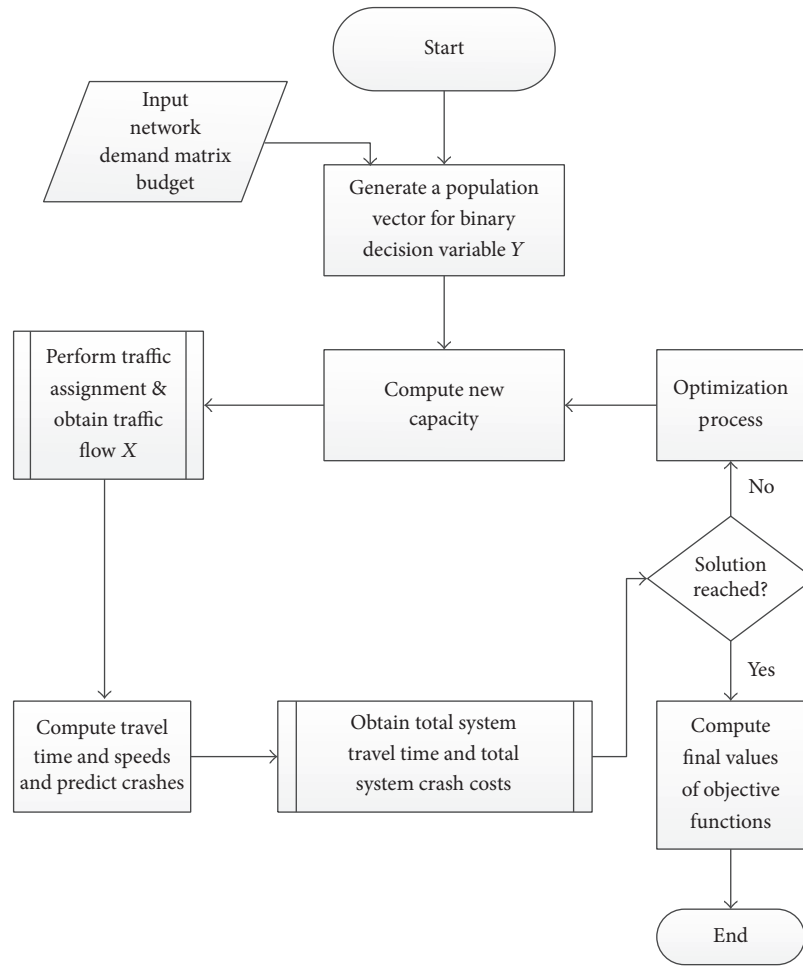 Start
Input
network
demand matrix
budget
Generate a population
vector for binary
decision variable Y
Perform traffic
assignment &
obtain traffic
flow X
Compute new
capacity
Optimization
process
No
Solution
reached?
Yes
Compute travel
time and speeds
and predict crashes
Obtain total system
travel time and total
system crash costs
Compute
final values
of objective
functions
End